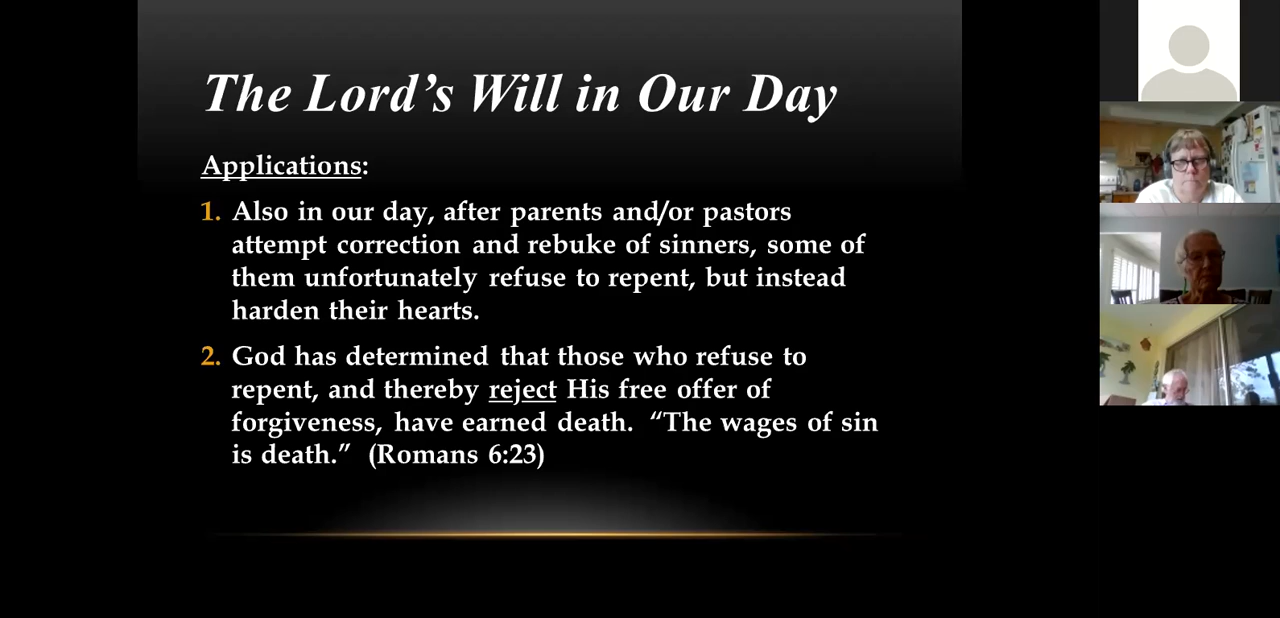 The Lord’s Will in Our Day
Applications:
1. Also in our day, after parents and/or pastors
attempt correction and rebuke of sinners, some of
them unfortunately refuse to repent, but instead
harden their hearts.
2. God has determined that those who refuse to
repent, and thereby reject His free offer of
forgiveness, have earned death. “The wages of sin
is death.” (Romans 6:23)